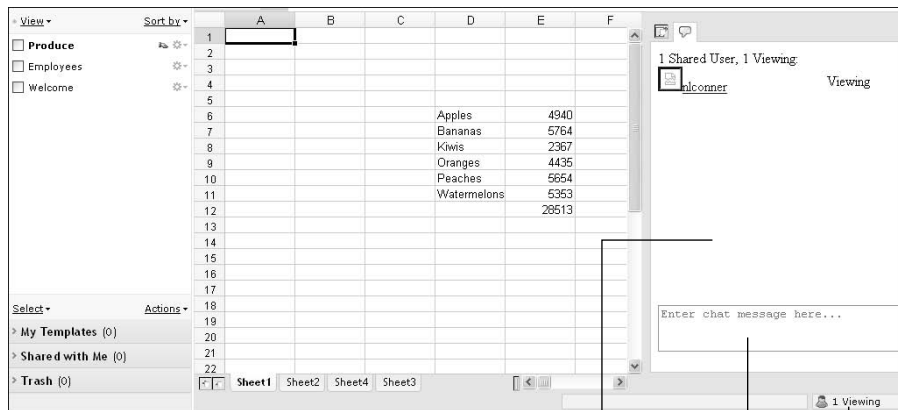 View Sort by
Produce
Employees
Welcome
Select Actions
My Templates (0)
Shared with Me (0)
Trash (0)
A B C D E F
1
2
3
4
5
6 Apples 4940
7 Bananas 5764
8 Kiwis 2367
9 Oranges 4435
10 Peaches 5654
11 Watermelons 5353
12 28513
13
14
15
16
17
18
19
20
21
22
Sheet1 Sheet2 Sheet4 Sheet3
1 Shared User, 1 Viewing:
nlconner Viewing
Enter chat message here...
1 Viewing